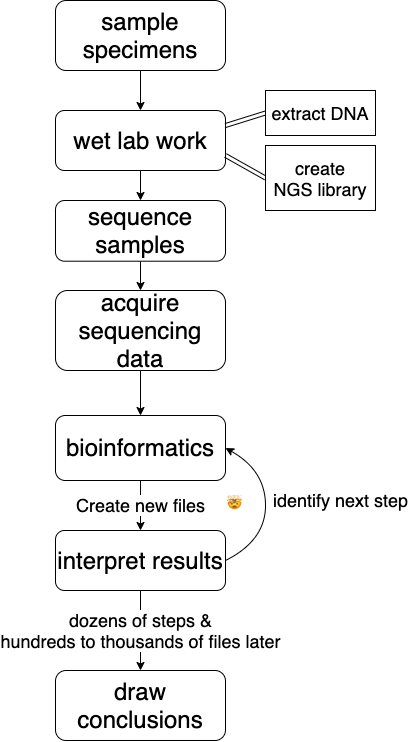 sample
specimens
wet lab work
extract DNA
create
NGS library
sequence
samples
acquire
sequencing
data
bioinformatics
Create new files
identify next step
interpret results
dozens of steps &
hundreds to thousands of files later
draw
conclusions